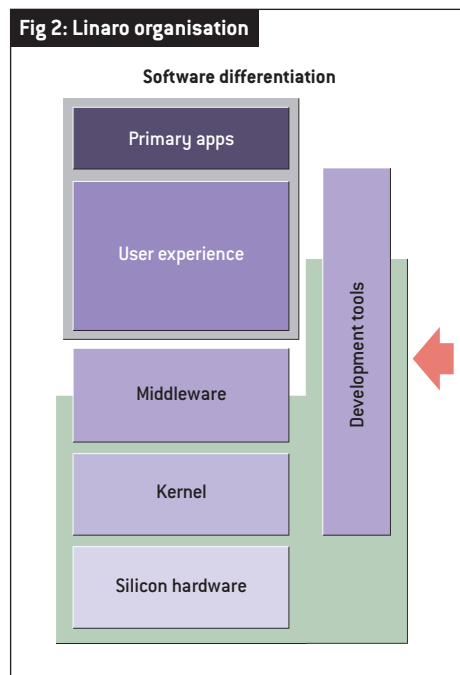 Fig 2: Linaro organisation
Software differentiation
Primary apps
User experience
Development tools
Middleware
Kernel
Silicon hardware